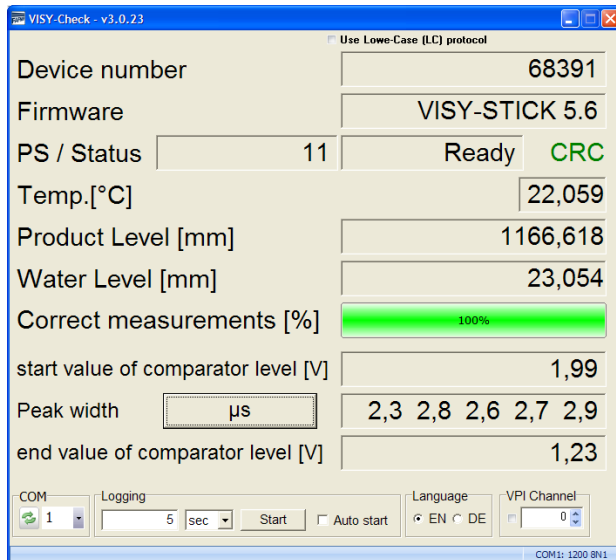 VISY-Check - v3.0.23
Use Lowe-Case (LC) protocol
Device number 68391
Firmware VISY-STICK 5.6
PS / Status 11 Ready CRC
Temp.[°C] 22,059
Product Level [mm] 1166,618
Water Level [mm] 23,054
Correct measurements [%] 100%
start value of comparator level [V] 1,99
Peak width µs 2,3 2,8 2,6 2,7 2,9
end value of comparator level [V] 1,23
COM Logging Language VPI Channel
1 5 sec Start Auto start EN DE 0
COM1: 1200 8N1